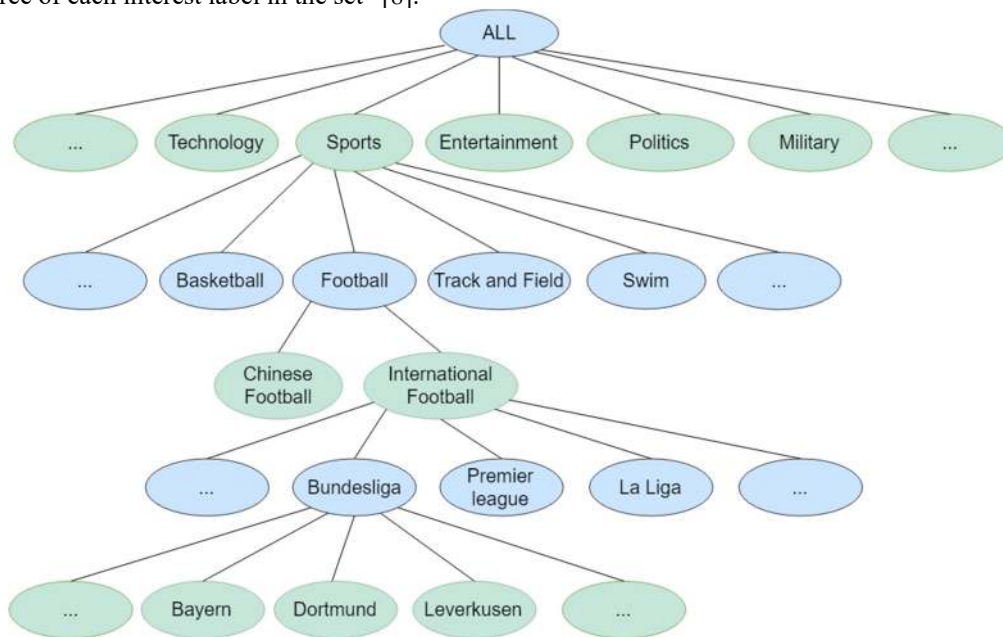 ree of each interest label in the set" [6].
ALL
...
Technology
Sports
Entertainment
Politics
Military
...
...
Basketball
Football
Track and Field
Swim
...
Chinese
Football
International
Football
...
Bundesliga
Premier
league
La Liga
...
...
Bayern
Dortmund
Leverkusen
...